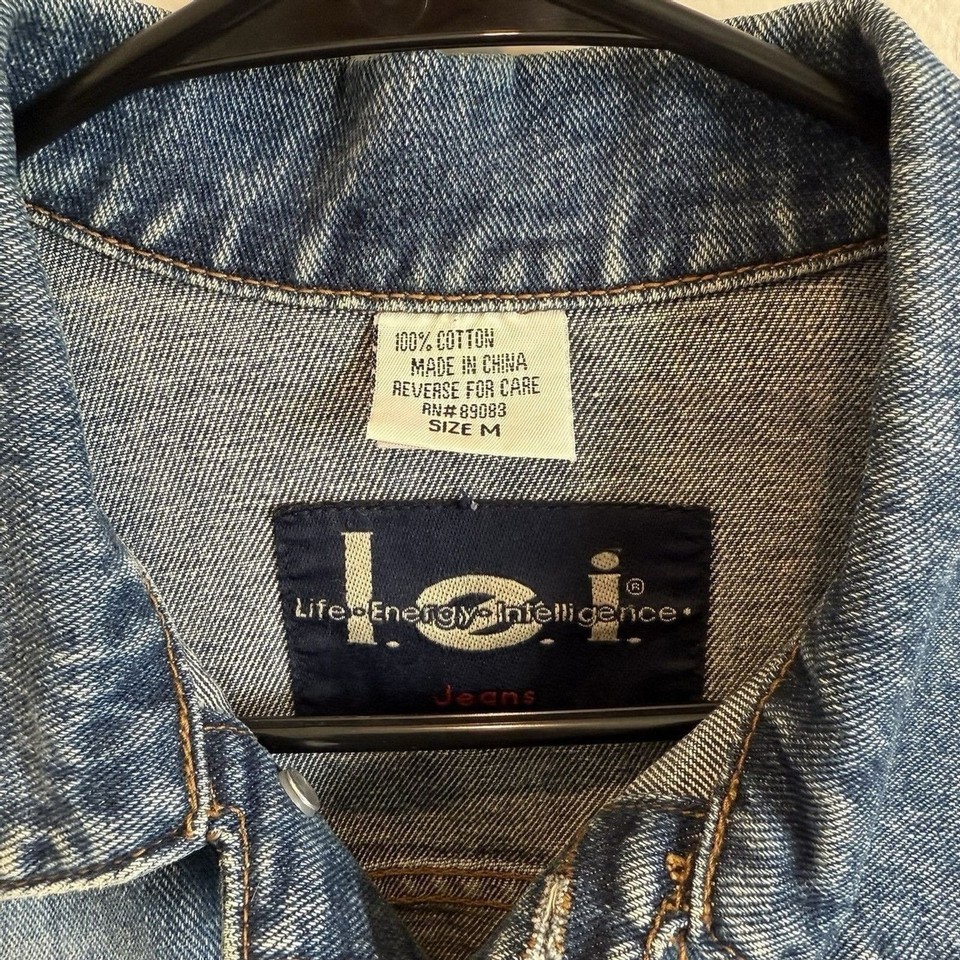 100% COTTON
MADE IN CHINA
REVERSE FOR CARE
RN#89083
SIZE M
l.e.i.®
Life•Energy•Intelligence•
Jeans